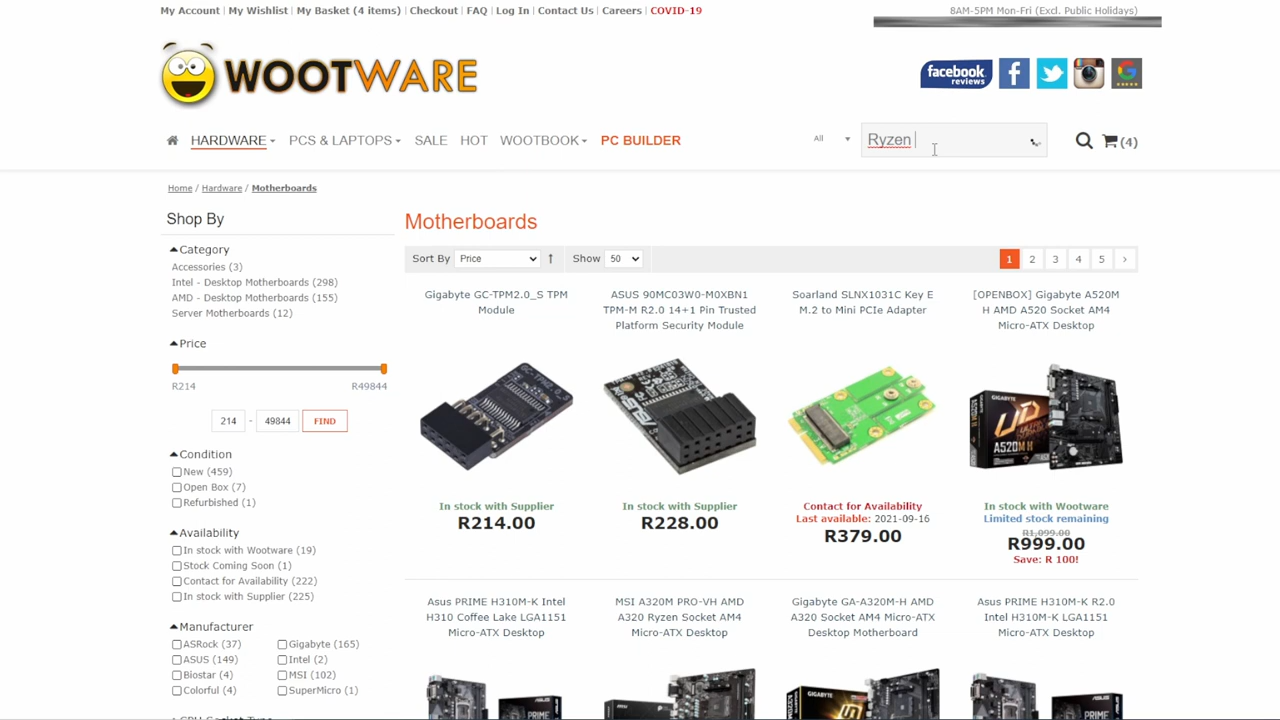 My Account | My Wishlist | My Basket (4 items) | Checkout | FAQ | Log In | Contact Us | Careers | COVID-19
8AM-5PM Mon-Fri (Excl. Public Holidays)
WOOTWARE
facebook reviews
HARDWARE PCS & LAPTOPS SALE HOT WOOTBOOK PC BUILDER
All Ryzen (4)
Home / Hardware / Motherboards
Shop By
Category
Accessories (3)
Intel - Desktop Motherboards (298)
AMD - Desktop Motherboards (155)
Server Motherboards (12)
Price
R214 R49844
214 - 49844 FIND
Condition
New (459)
Open Box (7)
Refurbished (1)
Availability
In stock with Wootware (19)
Stock Coming Soon (1)
Contact for Availability (222)
In stock with Supplier (225)
Manufacturer
ASRock (37) Gigabyte (165)
ASUS (149) Intel (2)
Biostar (4) MSI (102)
Colorful (4) SuperMicro (1)
Motherboards
Sort By Price Show 50 1 2 3 4 5 >
Gigabyte GC-TPM2.0_S TPM
Module
In stock with Supplier
R214.00
ASUS 90MC03W0-M0XBN1
TPM-M R2.0 14+1 Pin Trusted
Platform Security Module
In stock with Supplier
R228.00
Soarland SLNX1031C Key E
M.2 to Mini PCIe Adapter
Contact for Availability
Last available: 2021-09-16
R379.00
[OPENBOX] Gigabyte A520M
H AMD A520 Socket AM4
Micro-ATX Desktop
GIGABYTE
UD
A520M H
In stock with Wootware
Limited stock remaining
R1,099.00
R999.00
Save: R 100!
Asus PRIME H310M-K Intel
H310 Coffee Lake LGA1151
Micro-ATX Desktop
PRIME
MSI A320M PRO-VH AMD
A320 Ryzen Socket AM4
Micro-ATX Desktop
Gigabyte GA-A320M-H AMD
A320 Socket AM4 Micro-ATX
Desktop Motherboard
GIGABYTE
Asus PRIME H310M-K R2.0
Intel H310M-K LGA1151
Micro-ATX Desktop
PRIME